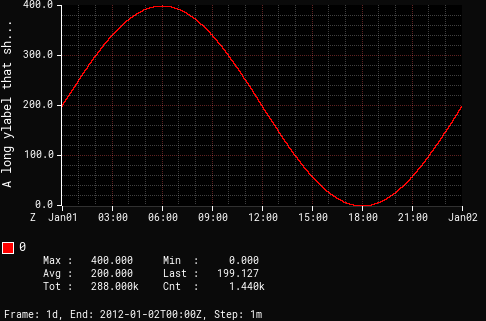 A long ylabel that sh...
400.0
300.0
200.0
100.0
0.0
Z Jan01 03:00 06:00 09:00 12:00 15:00 18:00 21:00 Jan02
0
Max : 400.000 Min : 0.000
Avg : 200.000 Last : 199.127
Tot : 288.000k Cnt : 1.440k
Frame: 1d, End: 2012-01-02T00:00Z, Step: 1m